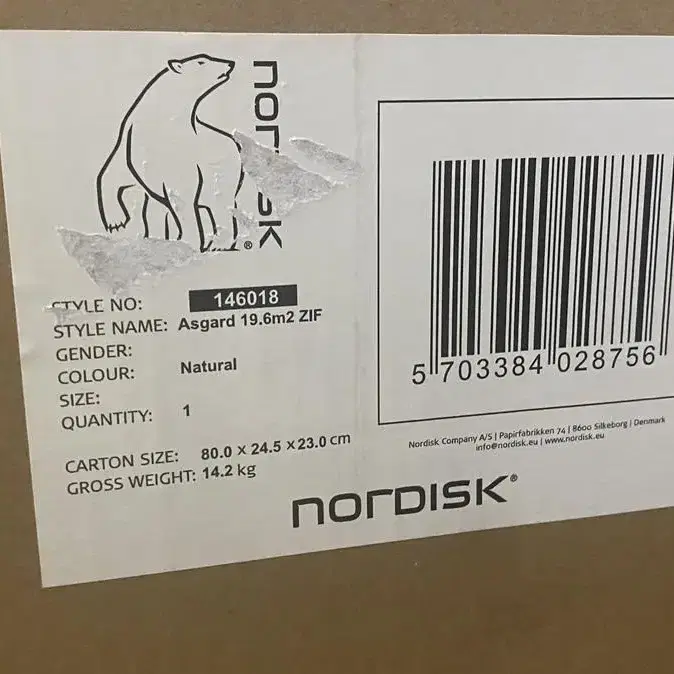 ®
STYLE NO: 146018
STYLE NAME: Asgard 19.6m2 ZIF
GENDER:
COLOUR: Natural
SIZE:
QUANTITY: 1
CARTON SIZE: 80.0 x 24.5 x 23.0 cm
GROSS WEIGHT: 14.2 kg
5 703384 028756
Nordisk Company A/S | Papirfabrikken 74 | 8600 Silkeborg | Denmark
info@nordisk.eu | www.nordisk.eu
NORDISK®